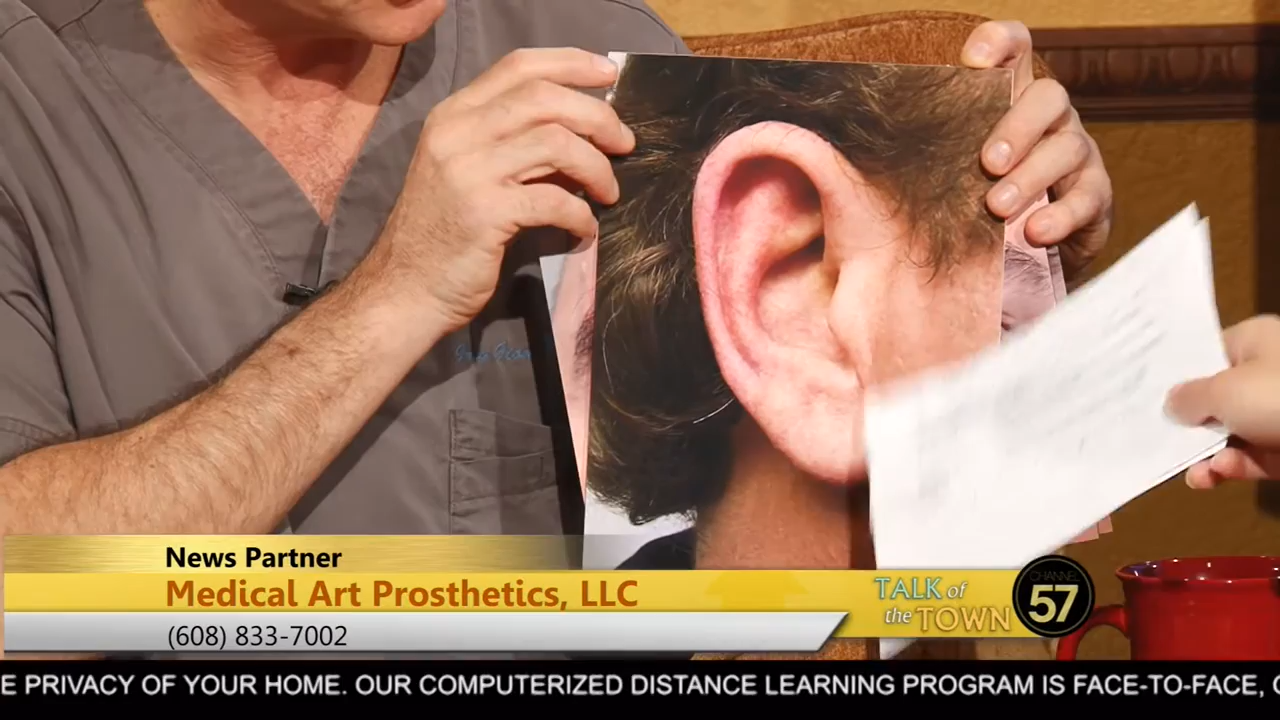 News Partner
Medical Art Prosthetics, LLC
(608) 833-7002
TALK of
the TOWN
CHANNEL
57
E PRIVACY OF YOUR HOME. OUR COMPUTERIZED DISTANCE LEARNING PROGRAM IS FACE-TO-FACE,